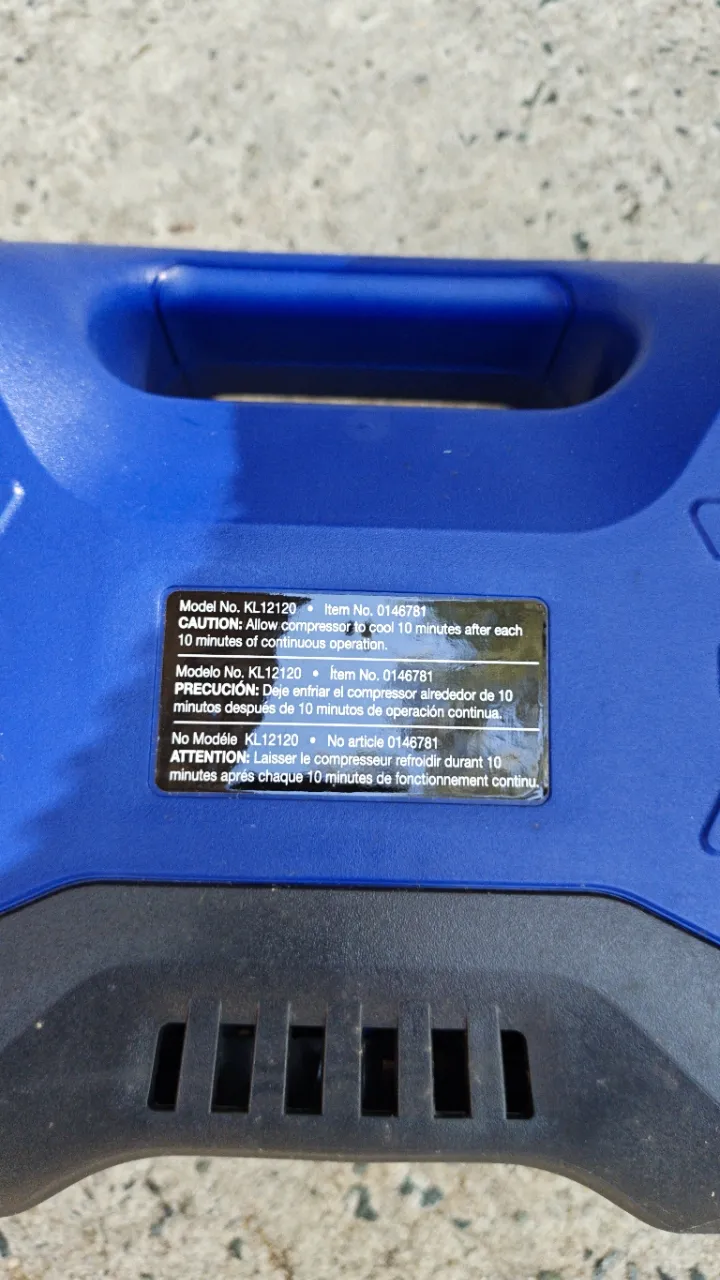 Model No. KL12120 • Item No. 0146781
CAUTION: Allow compressor to cool 10 minutes after each
10 minutes of continuous operation.
Modelo No. KL12120 • Ítem No. 0146781
PRECUCIÓN: Deje enfriar el compressor alrededor de 10
minutos después de 10 minutos de operación continua.
No Modéle KL12120 • No article 0146781
ATTENTION: Laisser le compresseur refroidir durant 10
minutes aprés chaque 10 minutes de fonctionnement continu.